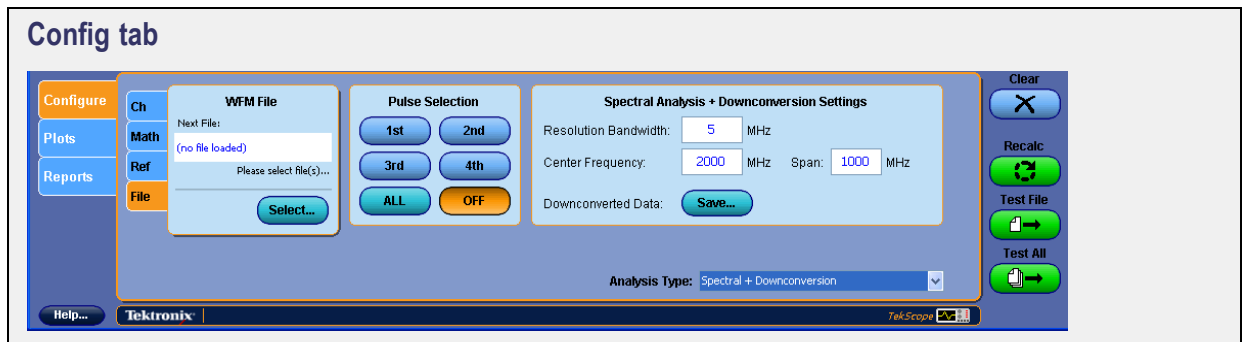 Config tab
Configure
Plots
Reports
Ch
Math
Ref
File
WFM File
Next File:
(no file loaded)
Please select file(s)...
Select...
Pulse Selection
1st 2nd
3rd 4th
ALL OFF
Spectral Analysis + Downconversion Settings
Resolution Bandwidth: 5 MHz
Center Frequency: 2000 MHz Span: 1000 MHz
Downconverted Data: Save...
Analysis Type: Spectral + Downconversion
Clear
Recalc
Test File
Test All
Help...
Tektronix
TekScope